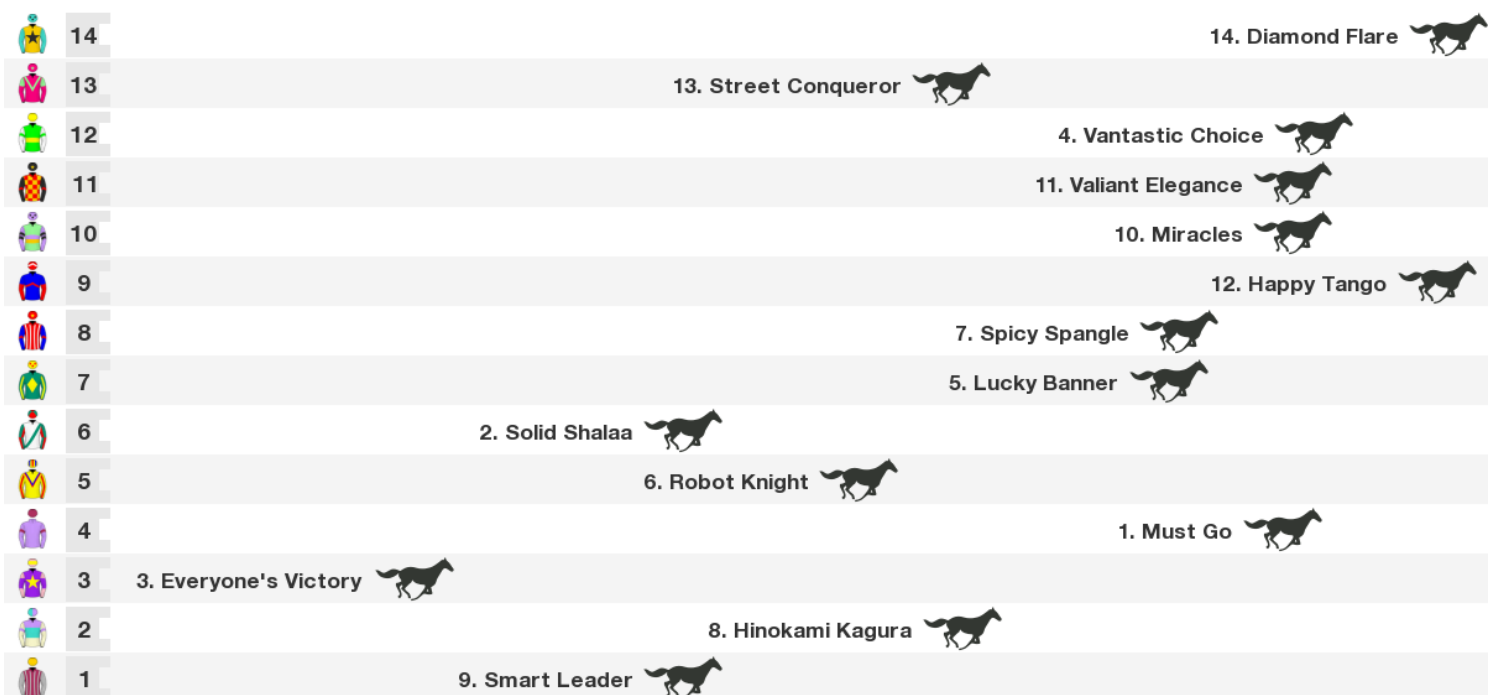 14 14. Diamond Flare
13 13. Street Conqueror
12 4. Vantastic Choice
11 11. Valiant Elegance
10 10. Miracles
9 12. Happy Tango
8 7. Spicy Spangle
7 5. Lucky Banner
6 2. Solid Shalaa
5 6. Robot Knight
4 1. Must Go
3 3. Everyone's Victory
2 8. Hinokami Kagura
1 9. Smart Leader